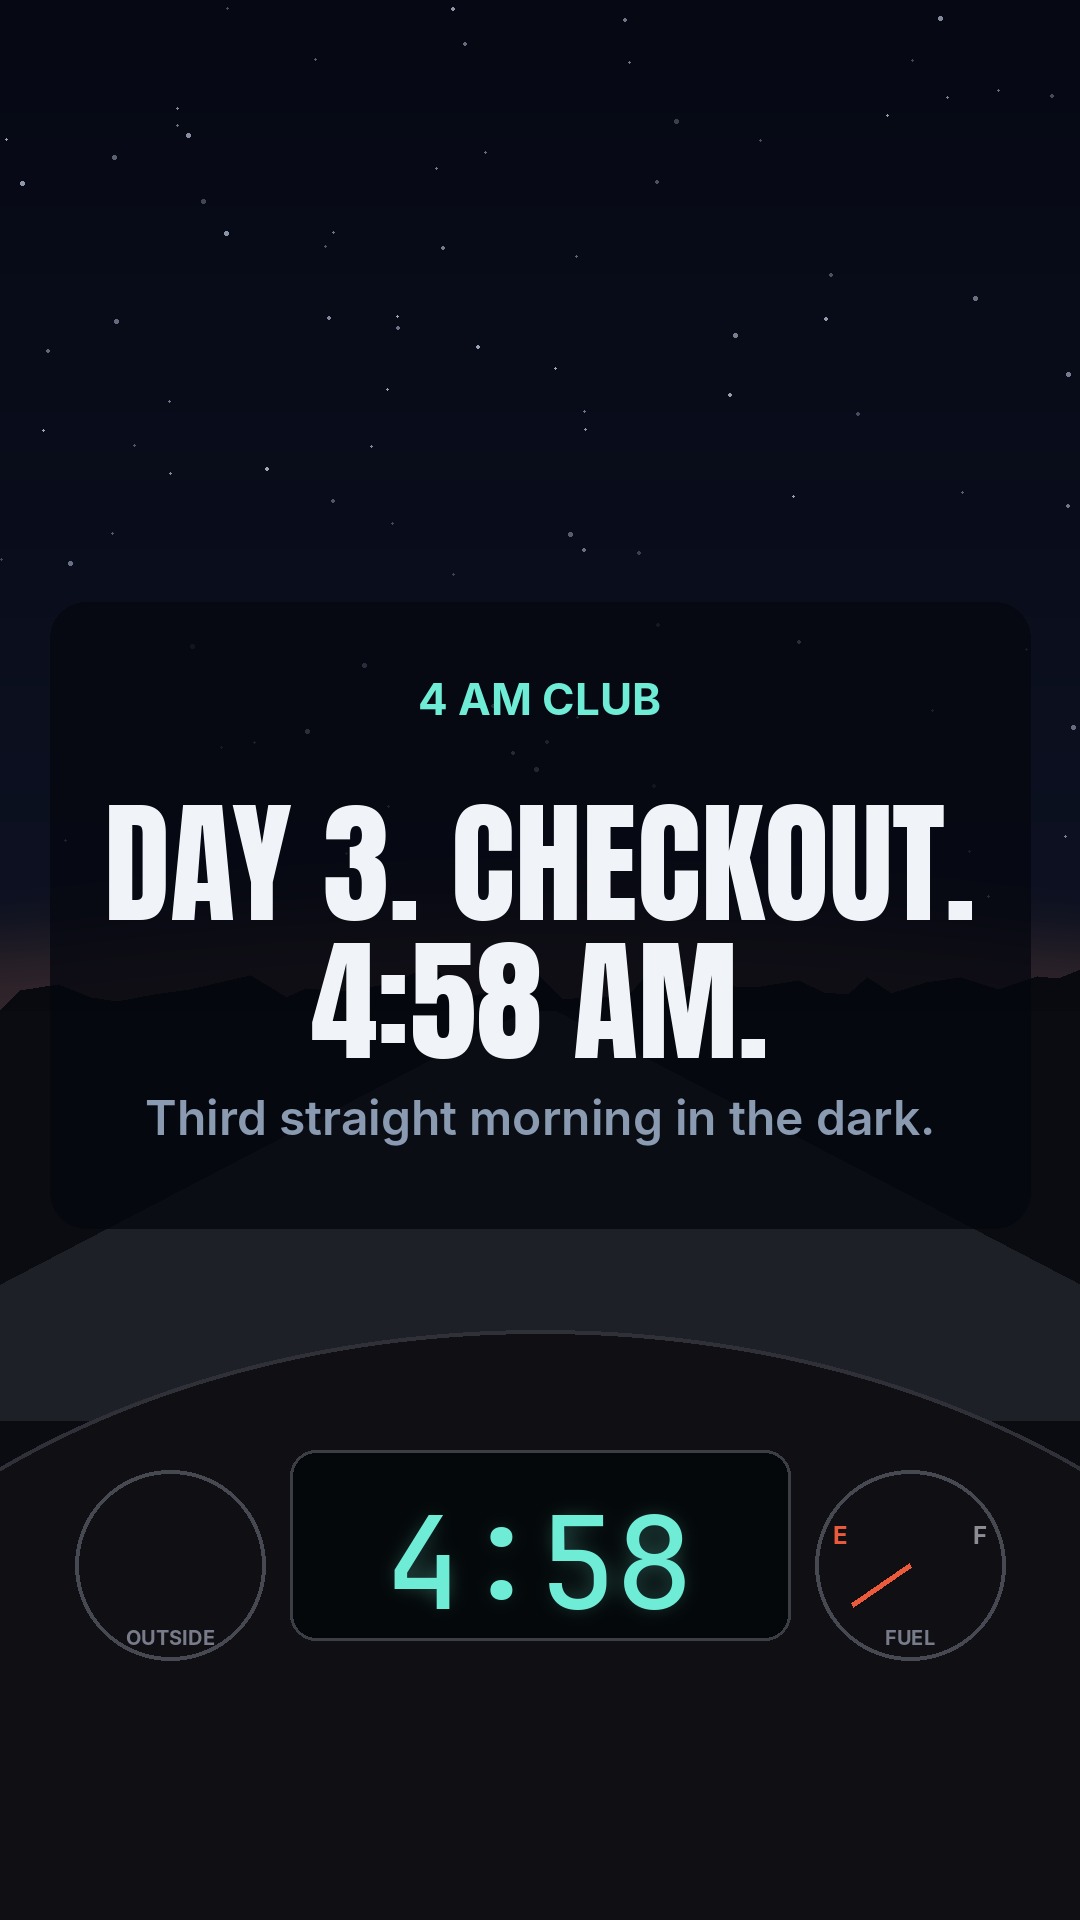 4 AM CLUB
DAY 3. CHECKOUT.
4:58 AM.
Third straight morning in the dark.
4:58
E F
OUTSIDE
FUEL